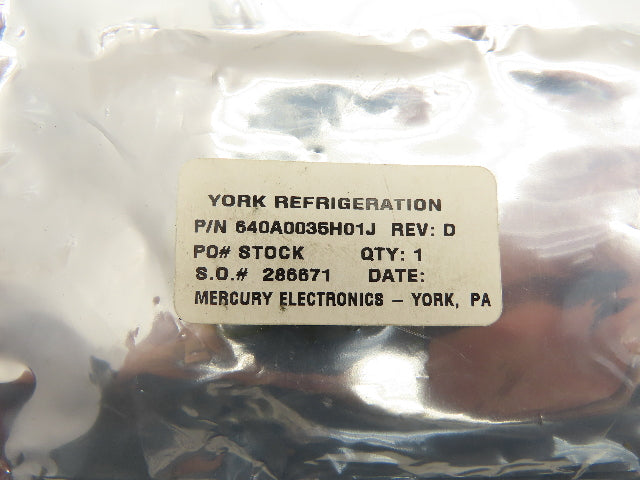 YORK REFRIGERATION
P/N 640A0035H01J REV: D
PO# STOCK QTY: 1
S.O.# 286671 DATE:
MERCURY ELECTRONICS – YORK, PA